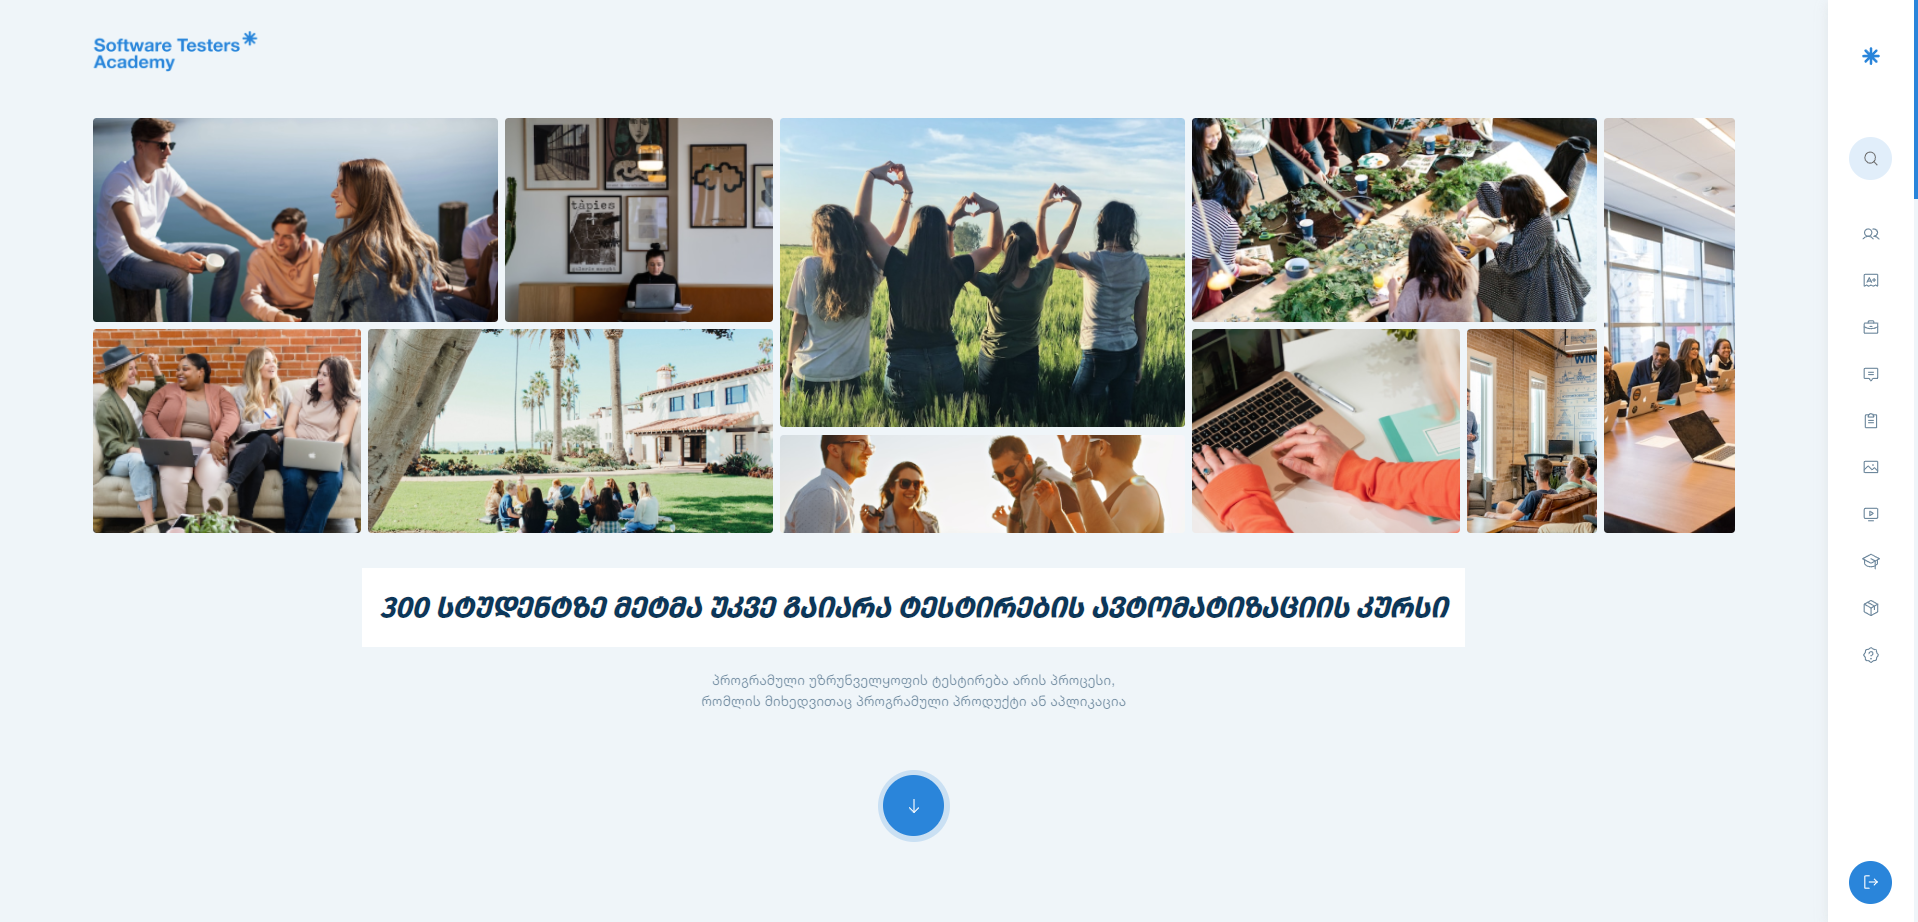 Software Testers
Academy
tàpies
WIN
300 სტუდენტზე მეტმა უკვე გაიარა ტესტირების ავტომატიზაციის კურსი
პროგრამული უზრუნველყოფის ტესტირება არის პროცესი,
რომლის მიხედვითაც პროგრამული პროდუქტი ან აპლიკაცია